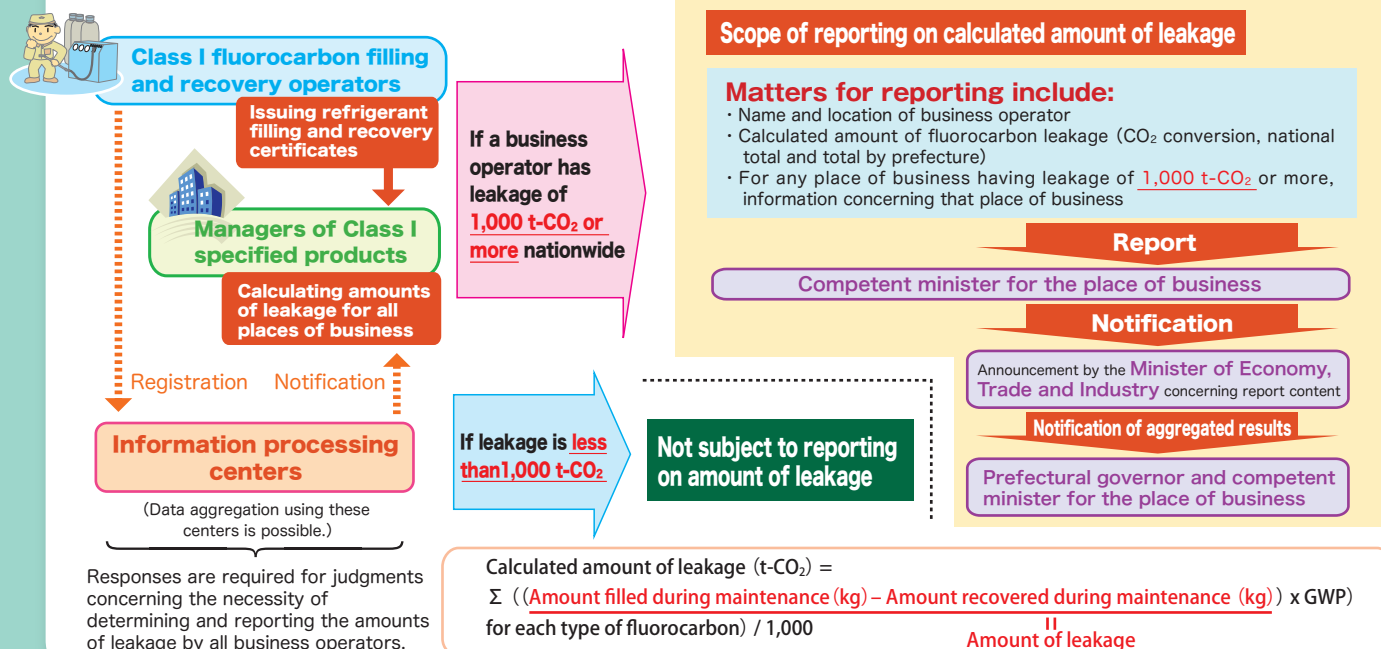 Class I fluorocarbon filling
and recovery operators
Issuing refrigerant
filling and recovery
certificates
Managers of Class I
specified products
Calculating amounts
of leakage for all
places of business
Registration
Notification
Information processing
centers
(Data aggregation using these
centers is possible.)
Responses are required for judgments
concerning the necessity of
determining and reporting the amounts
of leakage by all business operators.
If a business
operator has
leakage of
1,000 t-CO₂ or
more nationwide
If leakage is less
than1,000 t-CO₂
Not subject to reporting
on amount of leakage
Scope of reporting on calculated amount of leakage
Matters for reporting include:
・Name and location of business operator
・Calculated amount of fluorocarbon leakage (CO₂ conversion, national
total and total by prefecture)
・For any place of business having leakage of 1,000 t-CO₂ or more,
information concerning that place of business
Report
Competent minister for the place of business
Notification
Announcement by the Minister of Economy,
Trade and Industry concerning report content
Notification of aggregated results
Prefectural governor and competent
minister for the place of business
Calculated amount of leakage (t-CO₂) =
Σ ((Amount filled during maintenance (kg) – Amount recovered during maintenance (kg)) x GWP)
for each type of fluorocarbon) / 1,000
=
Amount of leakage